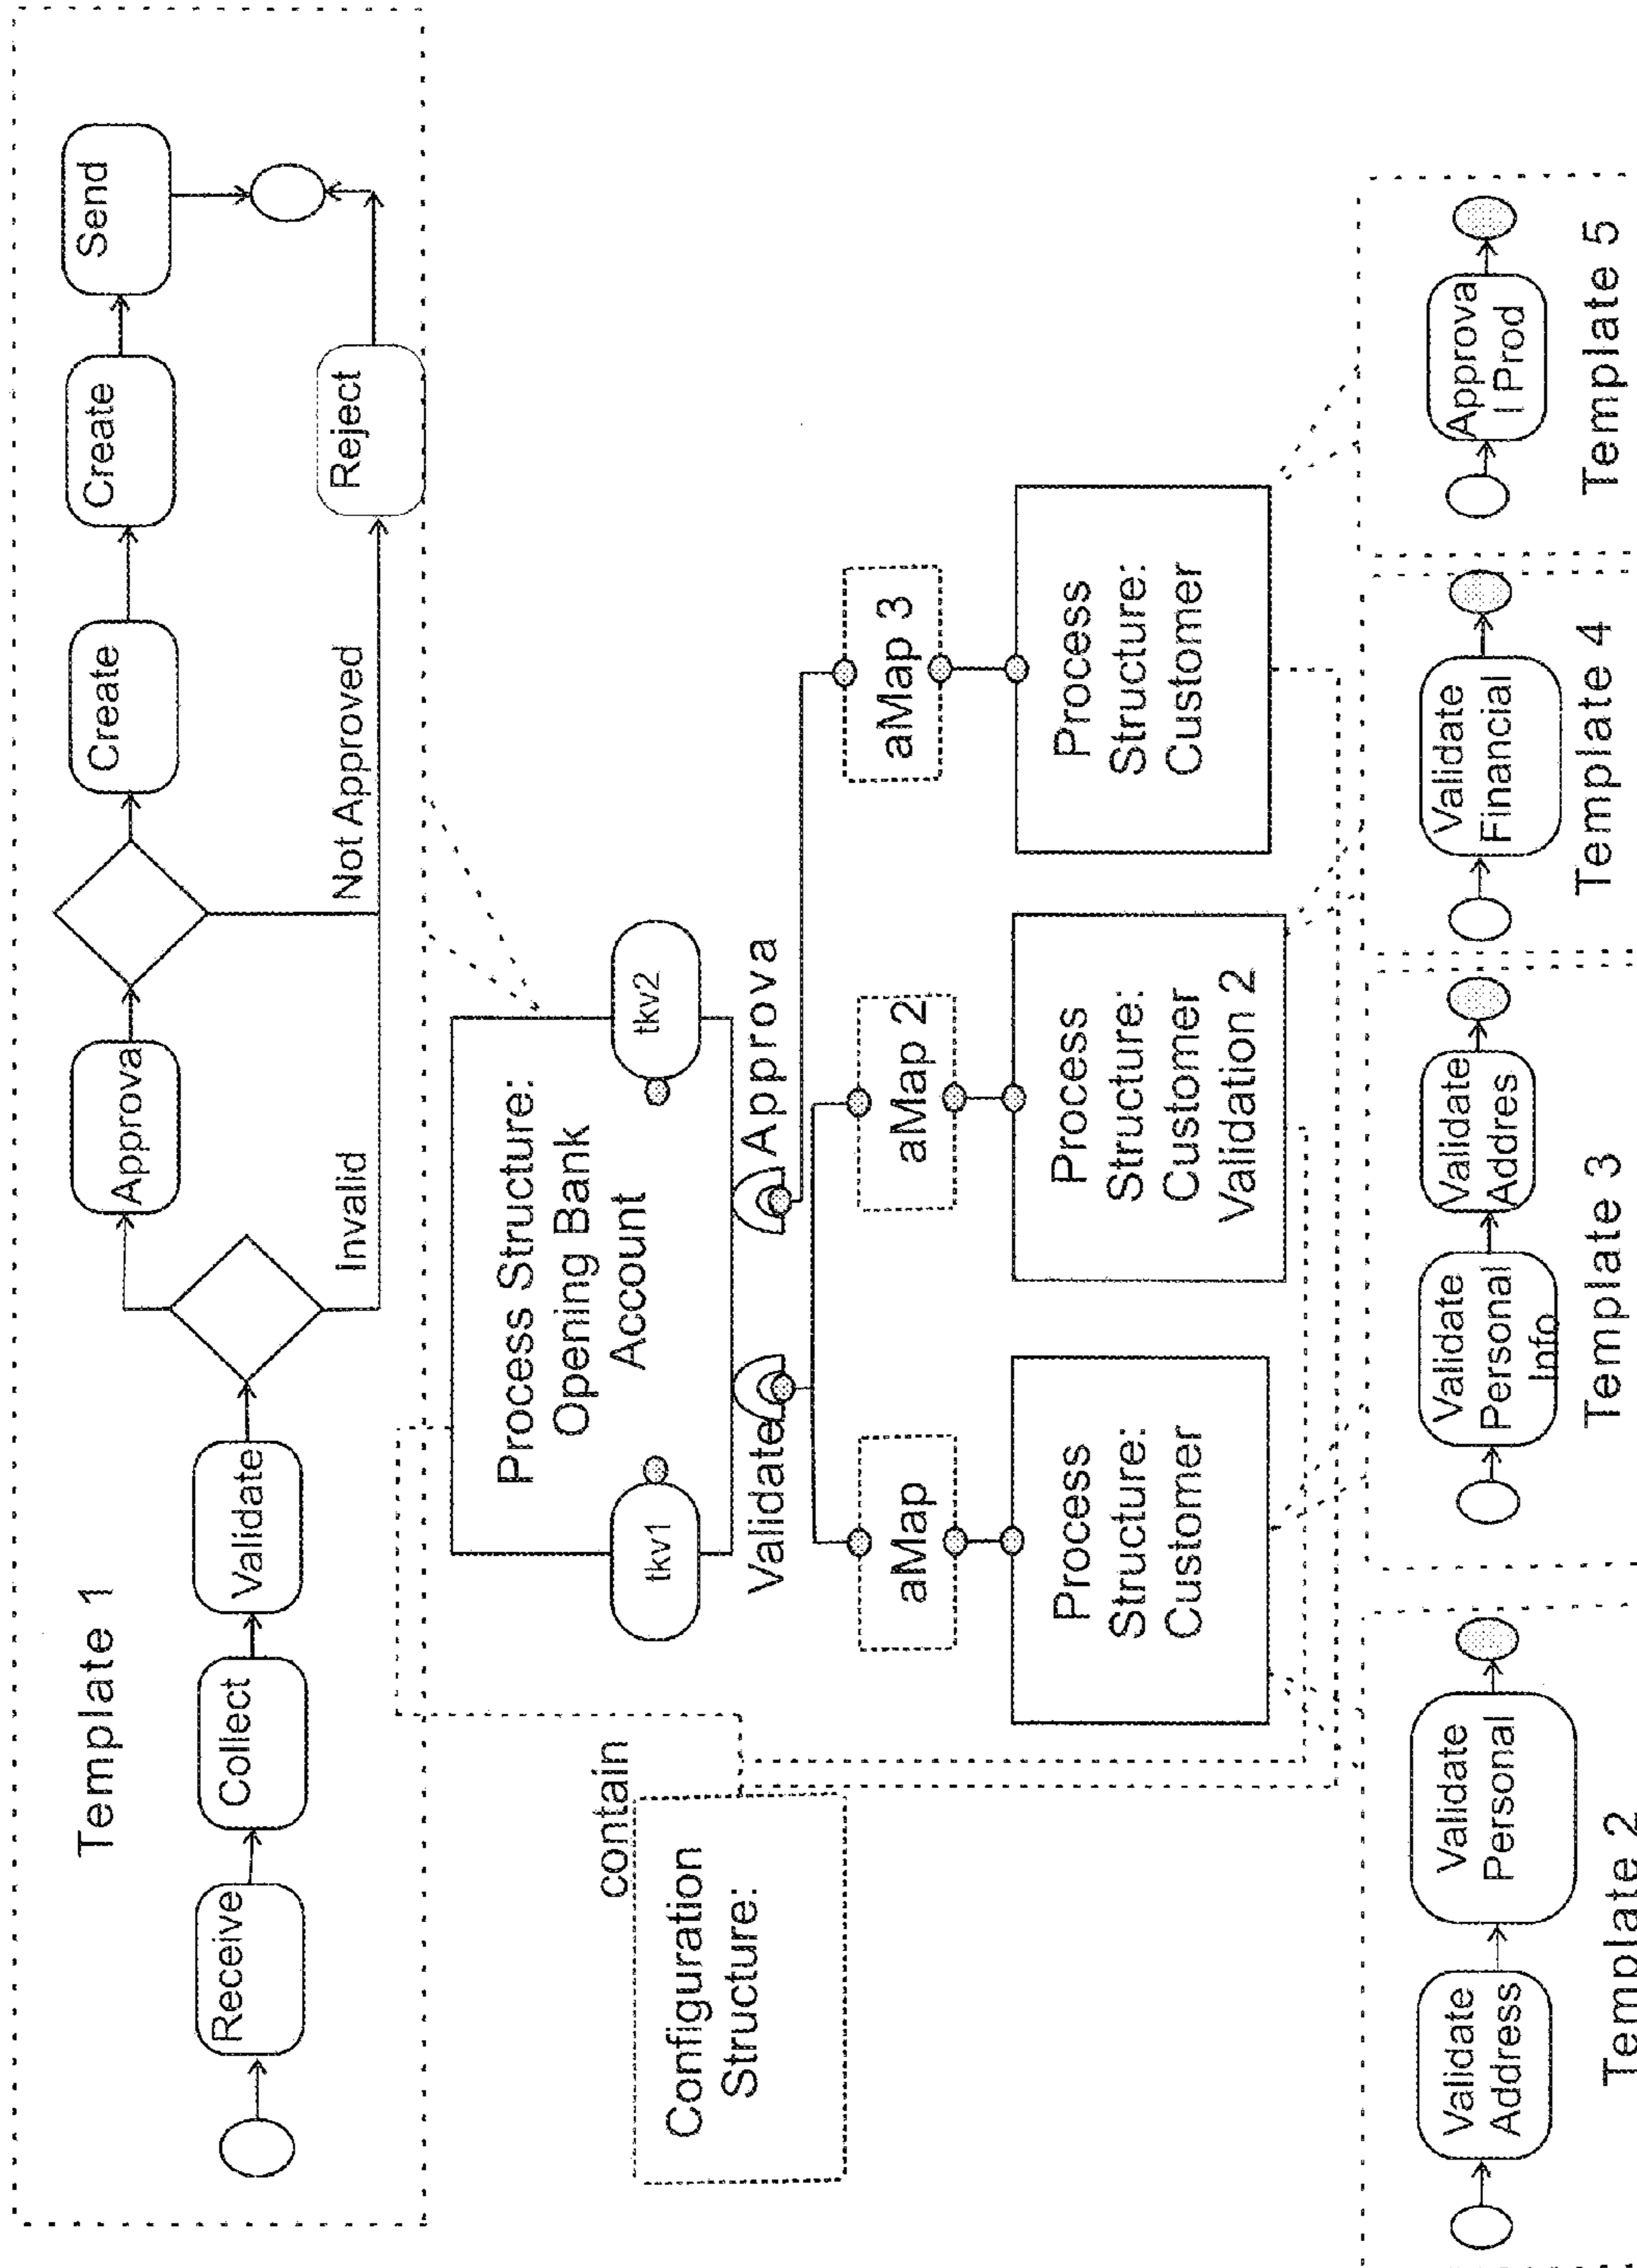 Template 1
Receive
Collect
Validate
Approva
Create
Create
Send
Invalid
Not Approved
Reject
contain
Configuration
Structure:
Process Structure:
Opening Bank
Account
tkv1
tkv2
Validate
Approva
aMap
aMap 2
aMap 3
Process
Structure:
Customer
Process
Structure:
Customer
Validation 2
Process
Structure:
Customer
Validate
Address
Validate
Personal
Template 2
Validate
Personal
Info
Validate
Addres.
Template 3
Validate
Financial
Template 4
Approva
l Prod
Template 5